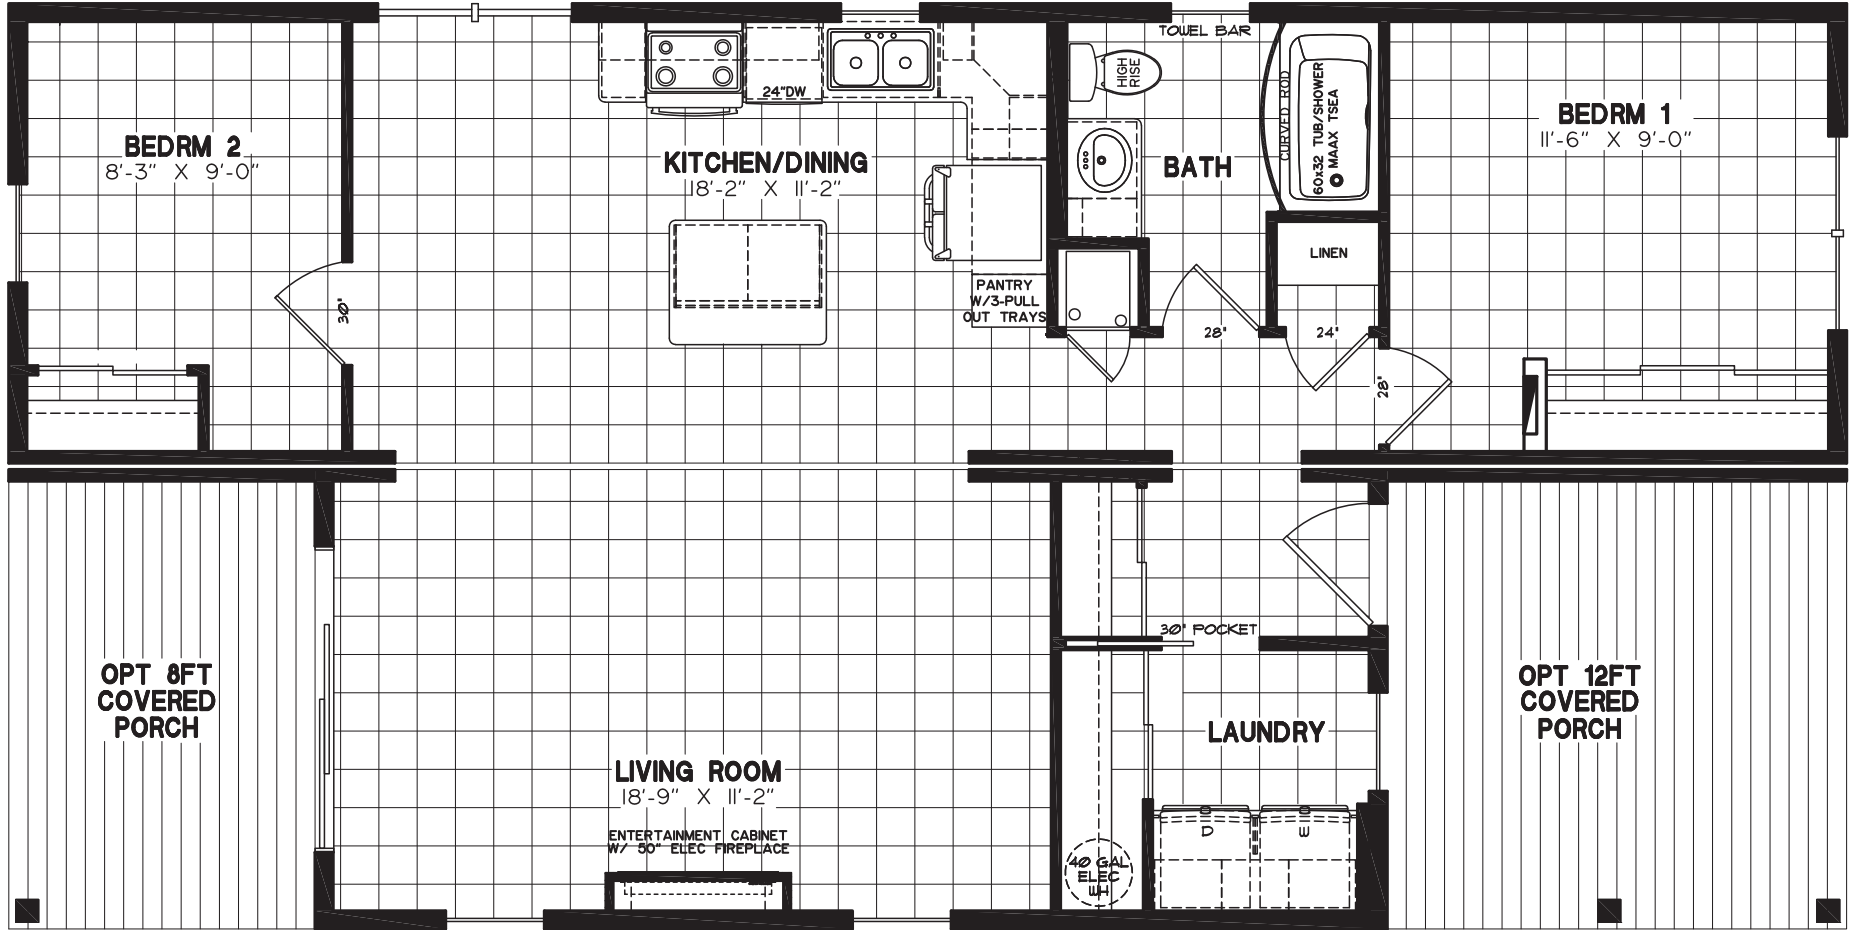 TOWEL BAR
HIGH
RISE
CURVED ROD
60x32 TUB/SHOWER
MAAX TSEA
24"DW
BEDRM 2
8'-3" X 9'-0"
KITCHEN/DINING
18'-2" X 11'-2"
BATH
BEDRM 1
11'-6" X 9'-0"
LINEN
PANTRY
W/3-PULL
OUT TRAYS
30"
28"
24"
28"
30" POCKET
OPT 8FT
COVERED
PORCH
LIVING ROOM
18'-9" X 11'-2"
ENTERTAINMENT CABINET
W/ 50" ELEC FIREPLACE
LAUNDRY
D
W
40 GAL
ELEC
WH
OPT 12FT
COVERED
PORCH